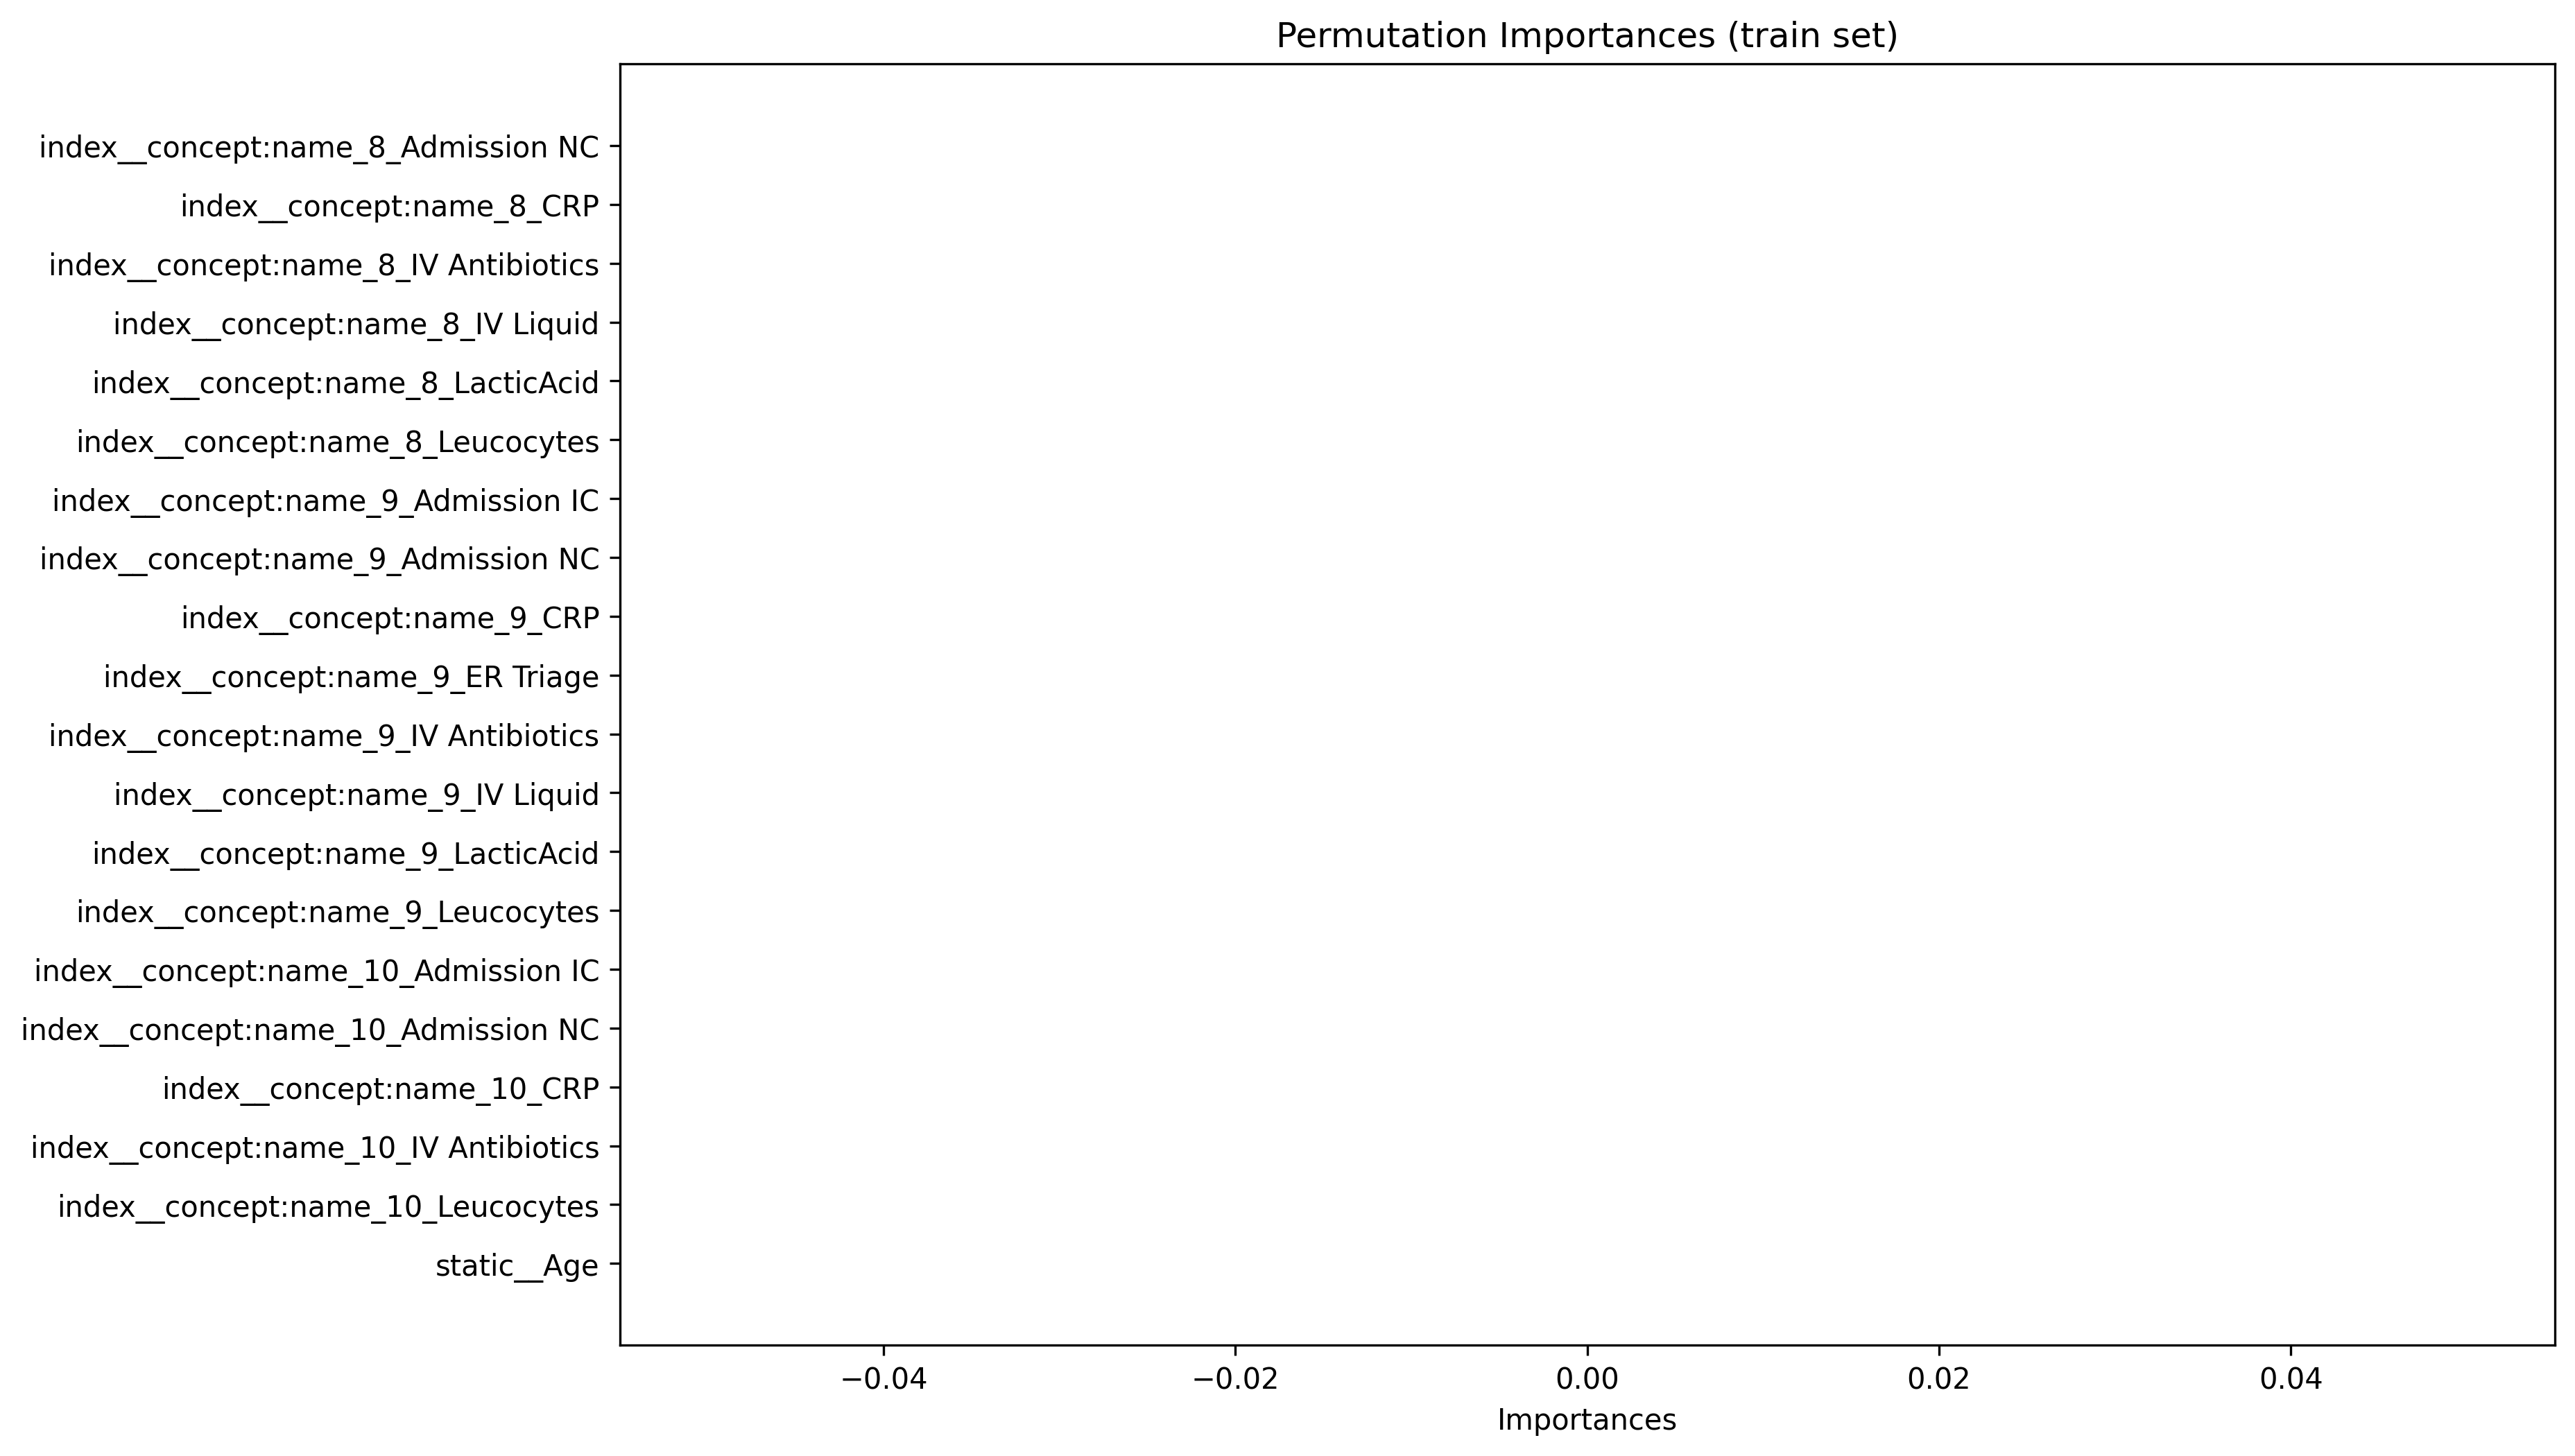 Permutation Importances (train set)
index__concept:name_8_Admission NC
index__concept:name_8_CRP
index__concept:name_8_IV Antibiotics
index__concept:name_8_IV Liquid
index__concept:name_8_LacticAcid
index__concept:name_8_Leucocytes
index__concept:name_9_Admission IC
index__concept:name_9_Admission NC
index__concept:name_9_CRP
index__concept:name_9_ER Triage
index__concept:name_9_IV Antibiotics
index__concept:name_9_IV Liquid
index__concept:name_9_LacticAcid
index__concept:name_9_Leucocytes
index__concept:name_10_Admission IC
index__concept:name_10_Admission NC
index__concept:name_10_CRP
index__concept:name_10_IV Antibiotics
index__concept:name_10_Leucocytes
static__Age
−0.04 −0.02 0.00 0.02 0.04
Importances